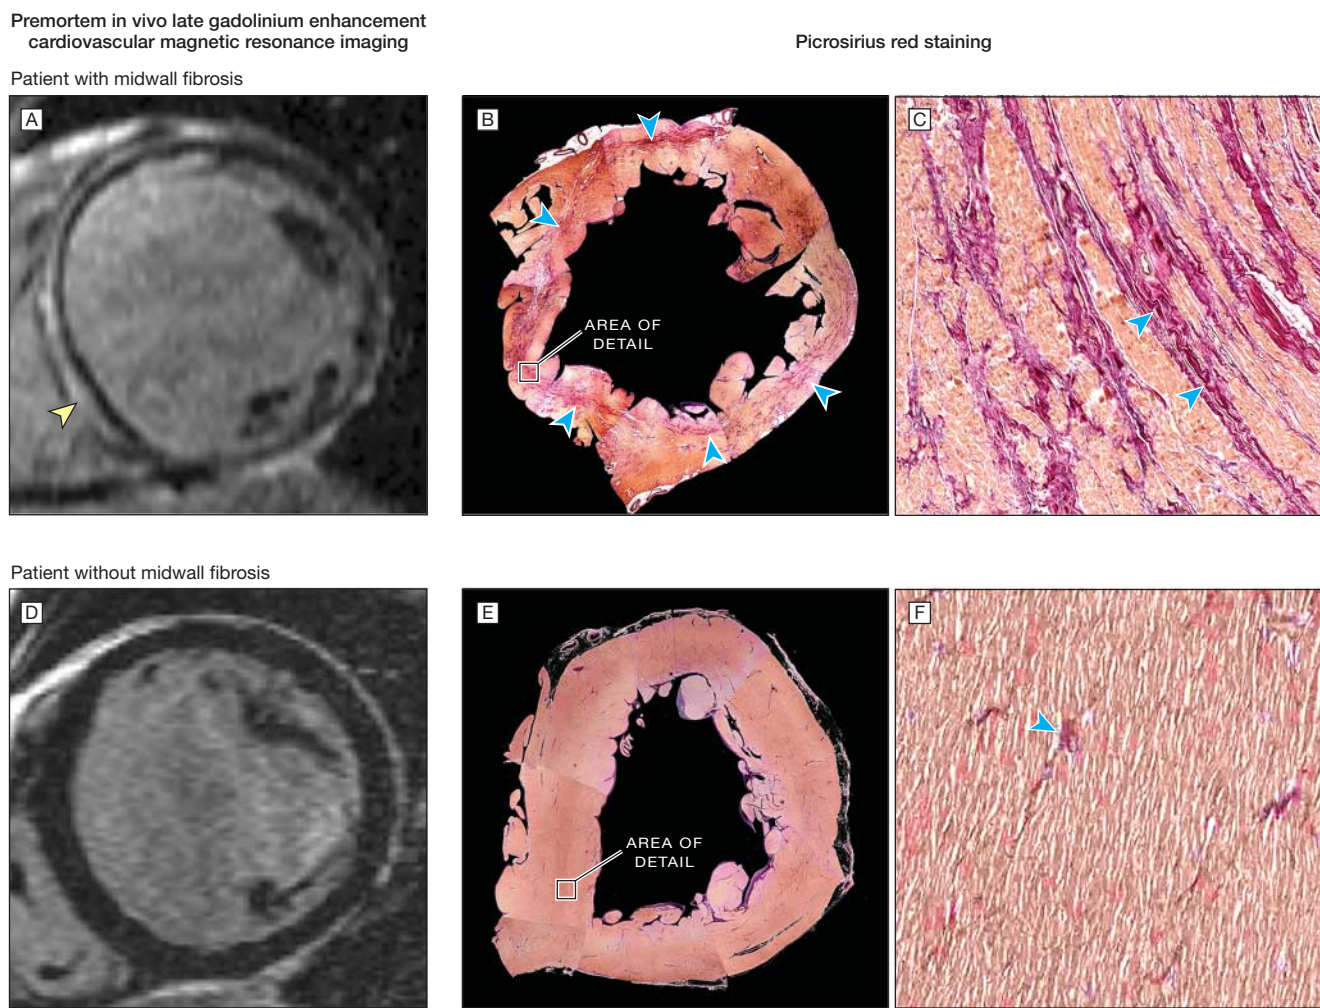 Premortem in vivo late gadolinium enhancement
cardiovascular magnetic resonance imaging
Picrosirius red staining
Patient with midwall fibrosis
A
B
AREA OF
DETAIL
C
Patient without midwall fibrosis
D
E
AREA OF
DETAIL
F